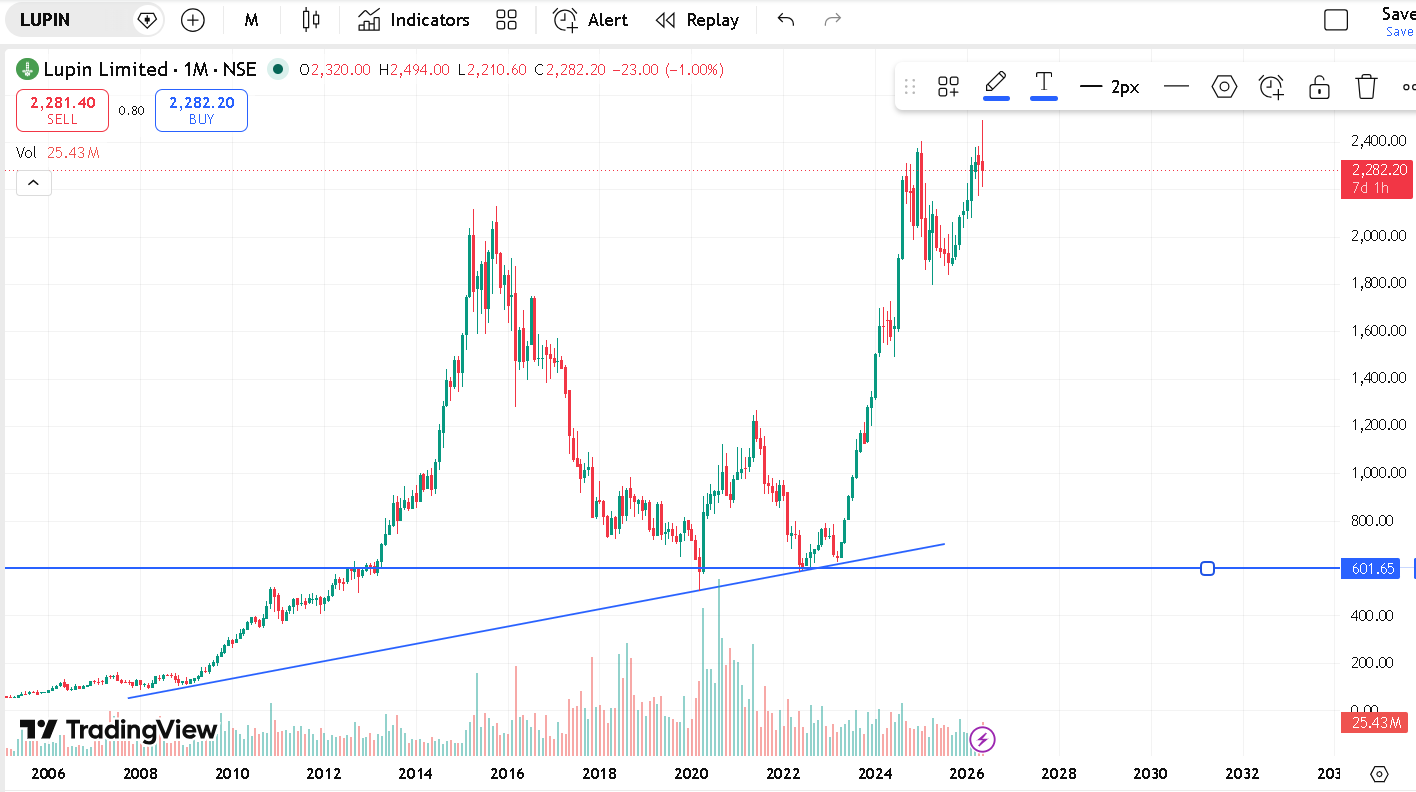 LUPIN M Indicators Alert Replay Save
Save
Lupin Limited · 1M · NSE O2,320.00 H2,494.00 L2,210.60 C2,282.20 −23.00 (−1.00%)
2,281.40 SELL 0.80 2,282.20 BUY
T 2px
Vol 25.43M
2,400.00
2,282.20
7d 1h
2,000.00
1,800.00
1,600.00
1,400.00
1,200.00
1,000.00
800.00
601.65
400.00
200.00
0.00
25.43M
TradingView
2006 2008 2010 2012 2014 2016 2018 2020 2022 2024 2026 2028 2030 2032